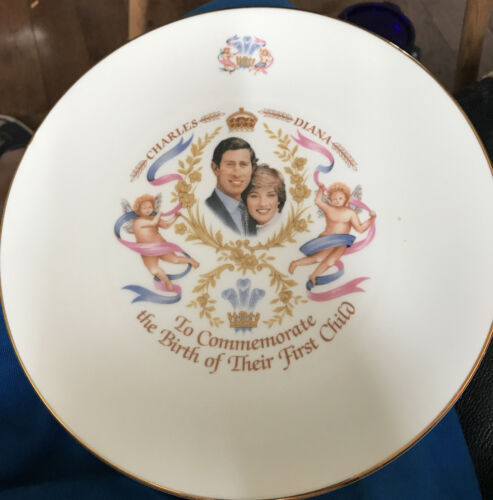 CHARLES DIANA
To Commemorate
the Birth of Their First Child